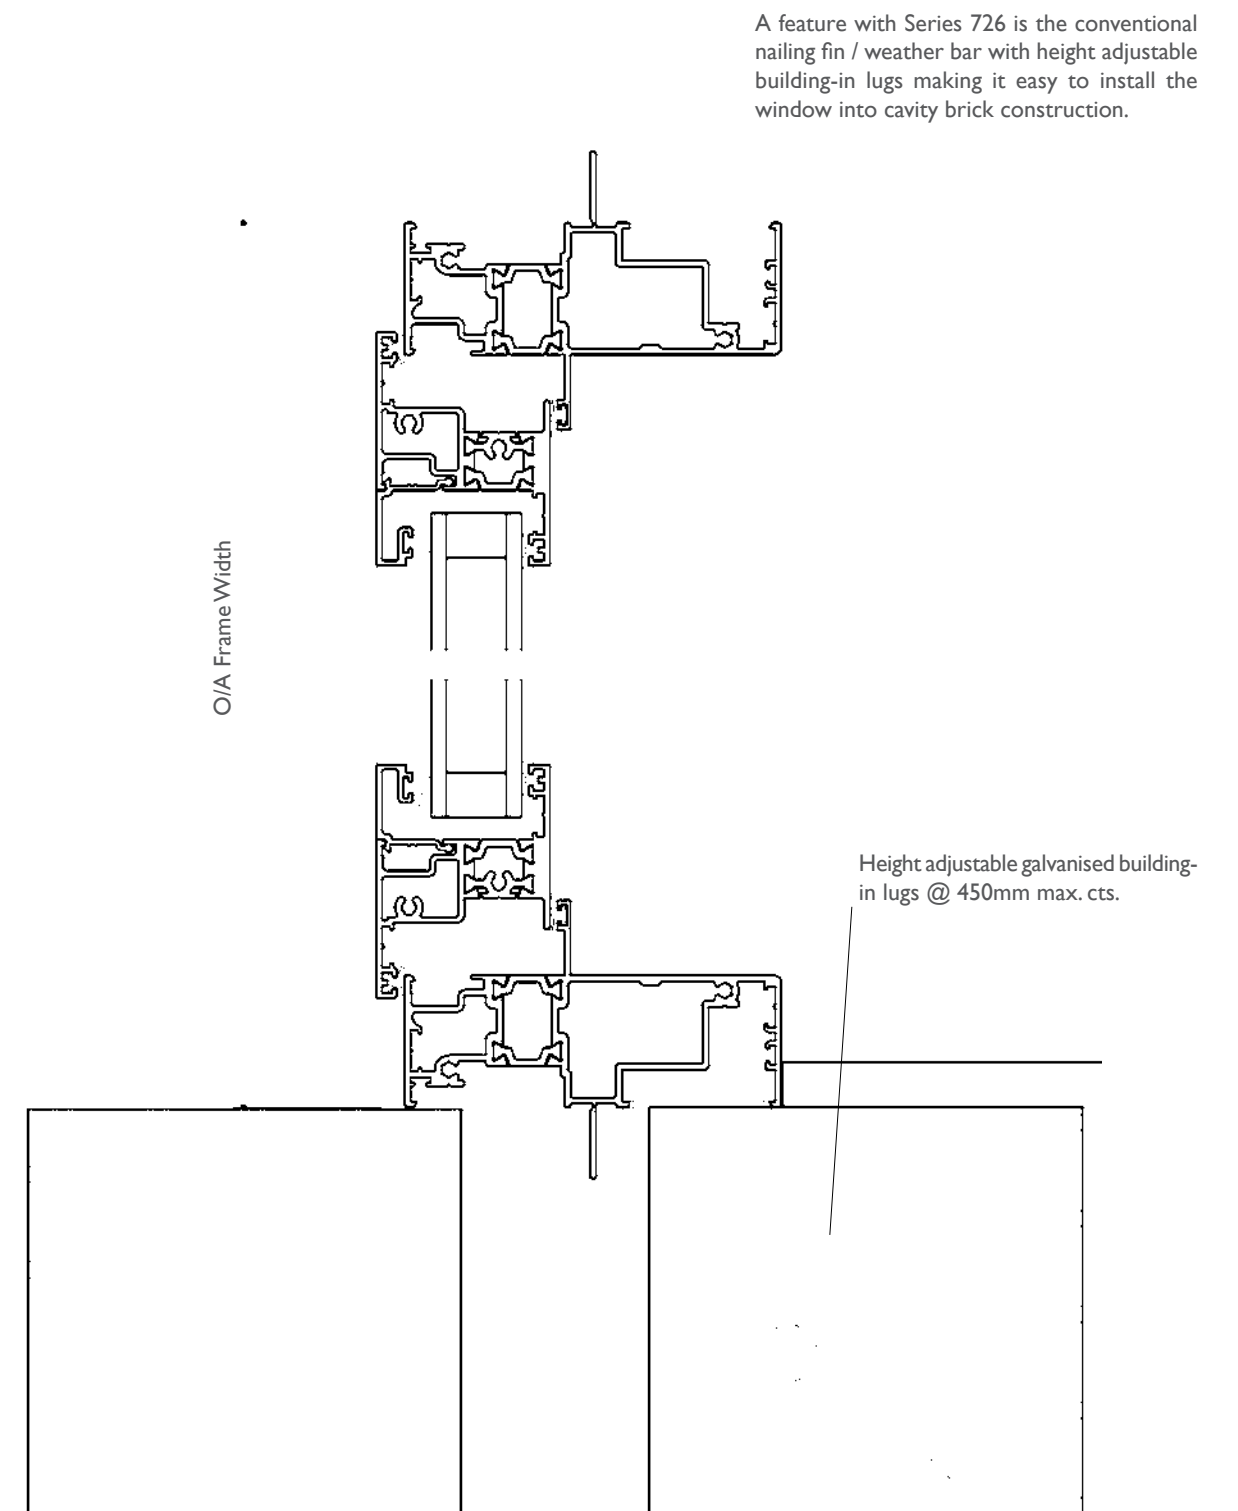 A feature with Series 726 is the conventional
nailing fin / weather bar with height adjustable
building-in lugs making it easy to install the
window into cavity brick construction.
O/A Frame Width
Height adjustable galvanised building-
in lugs @ 450mm max. cts.